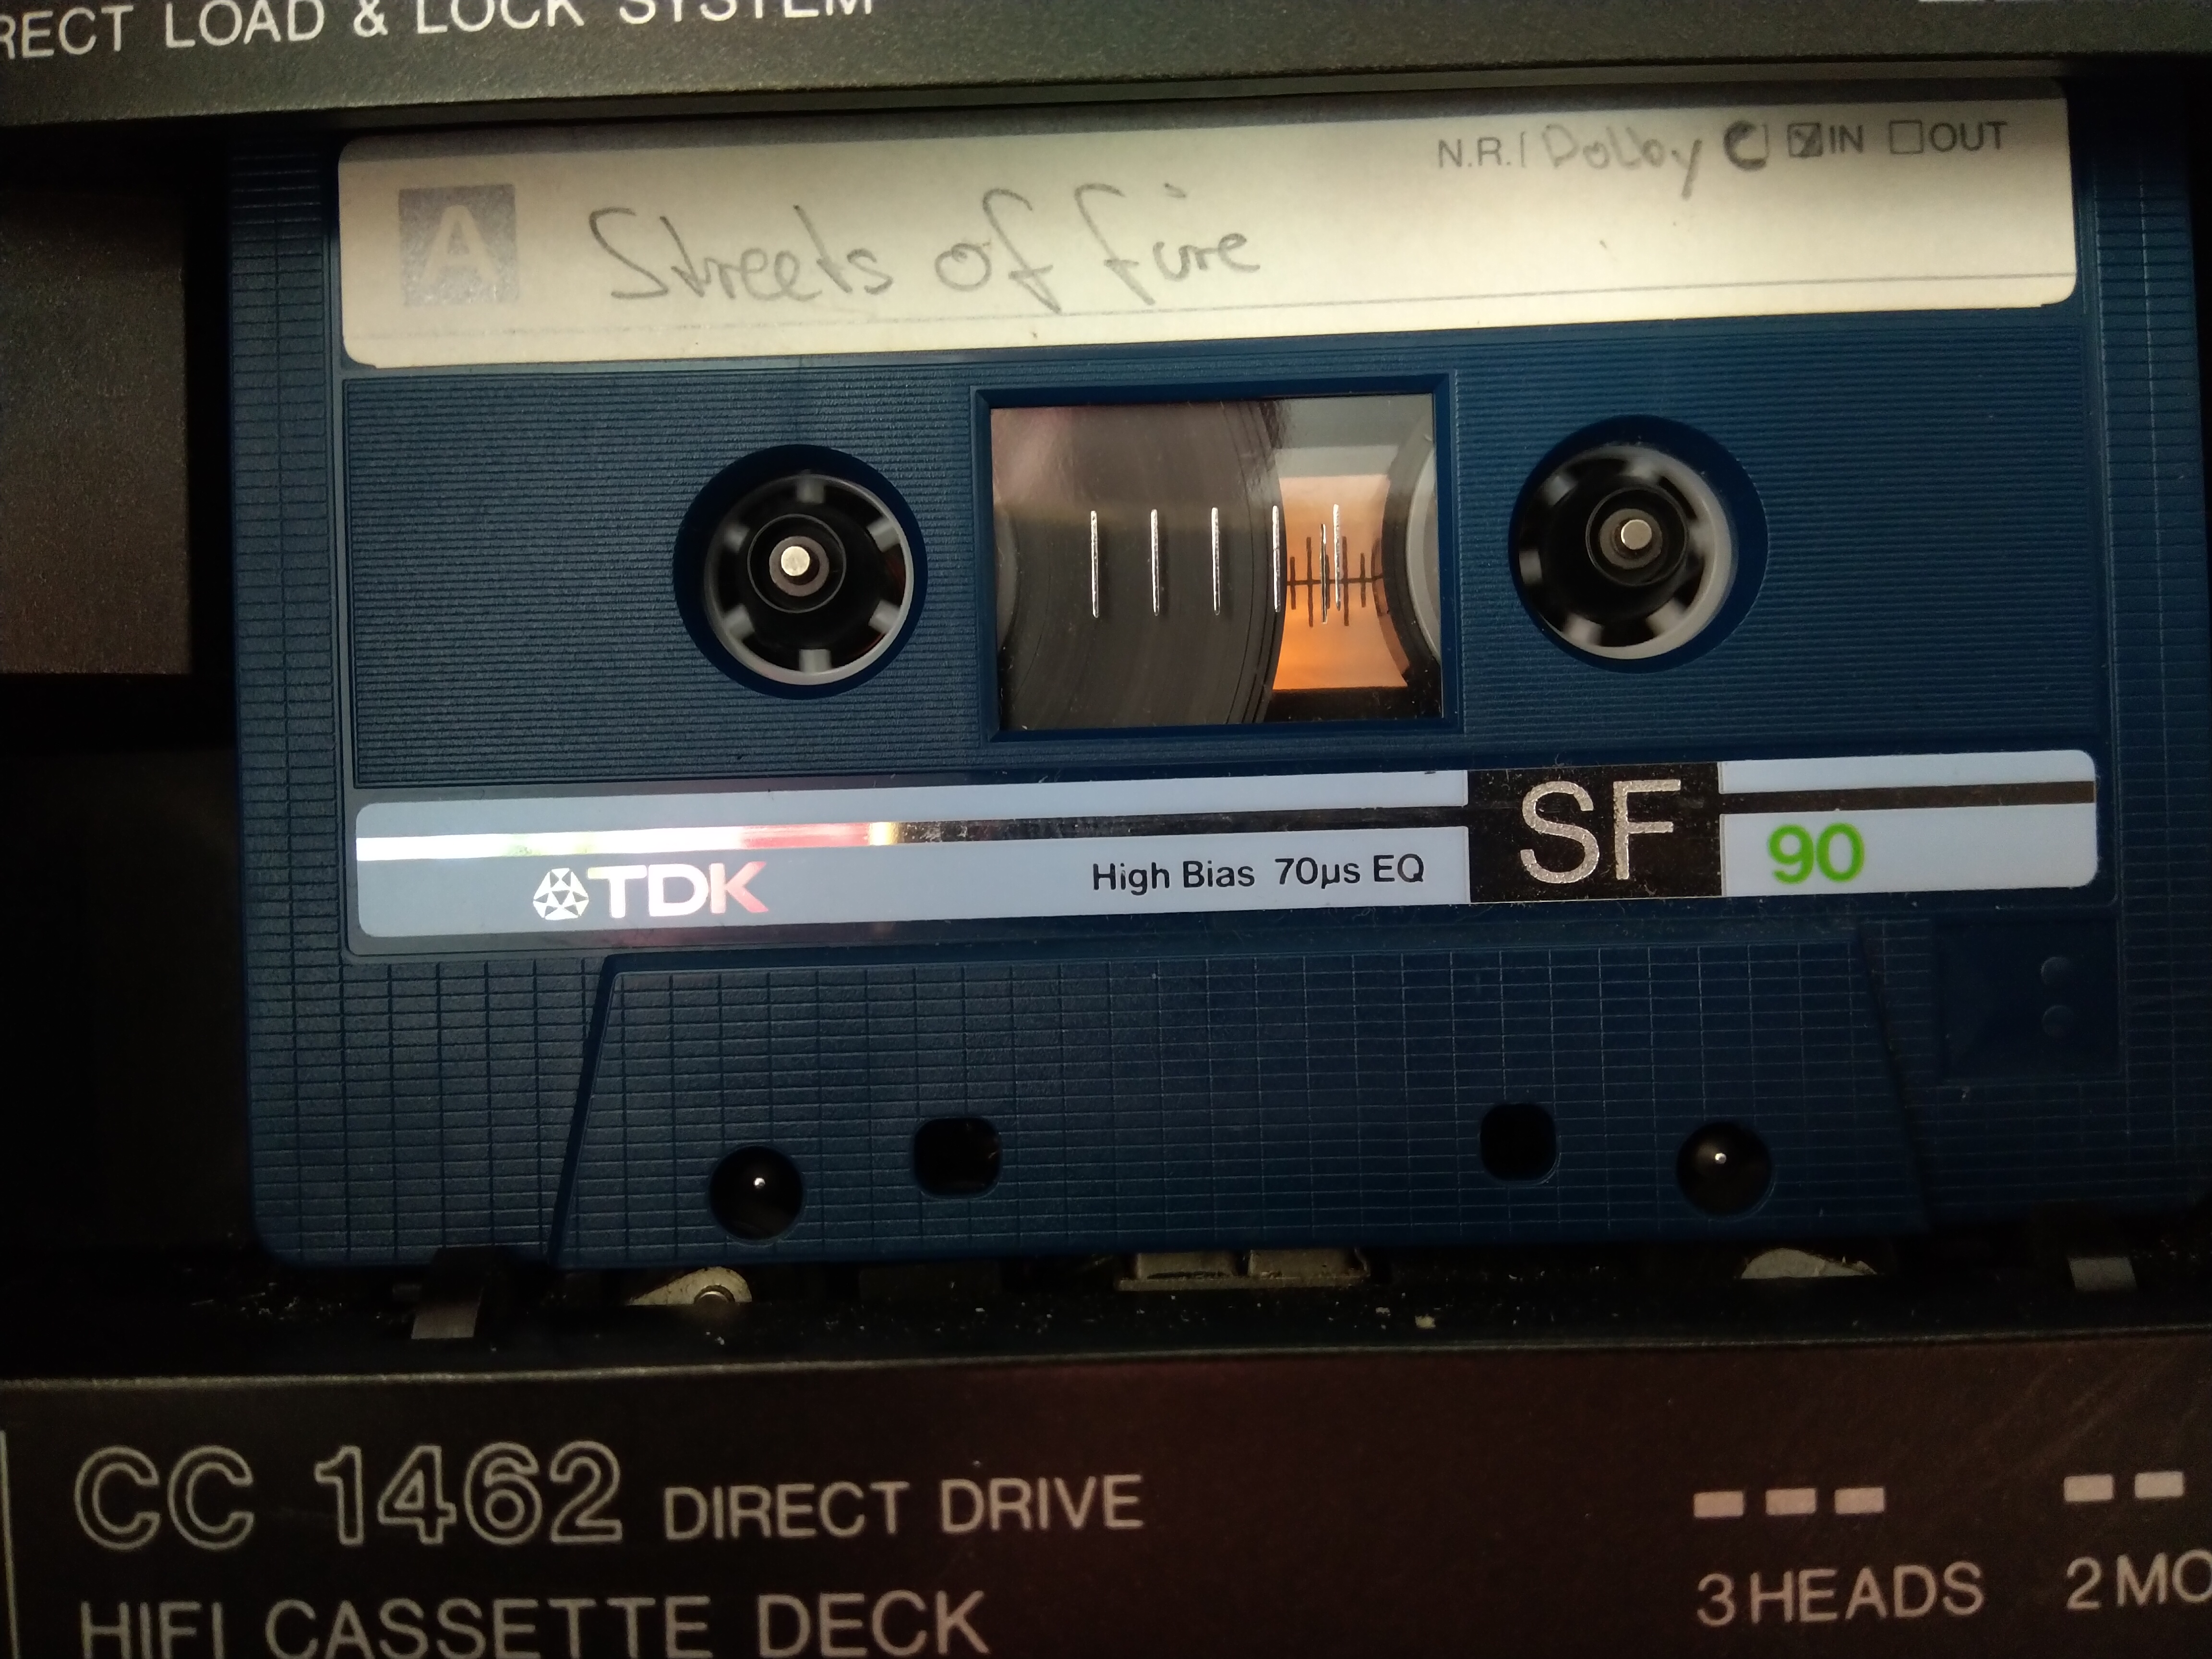 RECT LOAD & LOCK SYSTEM
N.R. Dolby C IN OUT
A Streets of fire
TDK High Bias 70µs EQ SF 90
CC 1462 DIRECT DRIVE
HIFI CASSETTE DECK
3 HEADS 2 MO